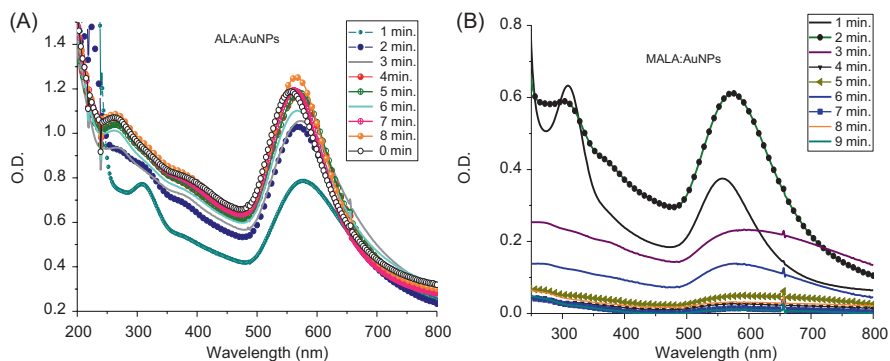 (A)
ALA:AuNPs
1 min.
2 min.
3 min.
4min.
5 min.
6 min.
7 min.
8 min.
0 min.
O.D.
1.4
1.2
1.0
0.8
0.6
0.4
0.2
200 300 400 500 600 700 800
Wavelength (nm)
(B)
MALA:AuNPs
1 min.
2 min.
3 min.
4 min.
5 min.
6 min.
7 min.
8 min.
9 min.
O.D.
0.6
0.4
0.2
0.0
300 400 500 600 700 800
Wavelength (nm)